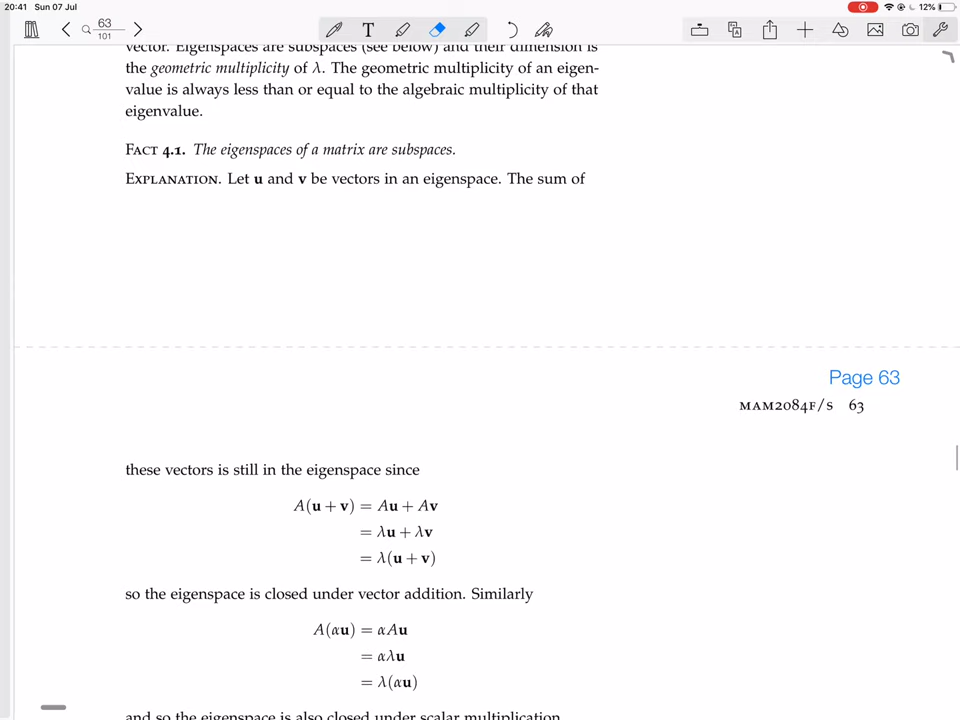 20:41 Sun 07 Jul
12%
63
101
T
vector. Eigenspaces are subspaces (see below) and their dimension is
the geometric multiplicity of λ. The geometric multiplicity of an eigen-
value is always less than or equal to the algebraic multiplicity of that
eigenvalue.
FACT 4.1. The eigenspaces of a matrix are subspaces.
EXPLANATION. Let u and v be vectors in an eigenspace. The sum of
Page 63
MAM2084F/S 63
these vectors is still in the eigenspace since
A(u + v) = Au + Av
= λu + λv
= λ(u + v)
so the eigenspace is closed under vector addition. Similarly
A(αu) = αAu
= αλu
= λ(αu)
and so the eigenspace is also closed under scalar multiplication